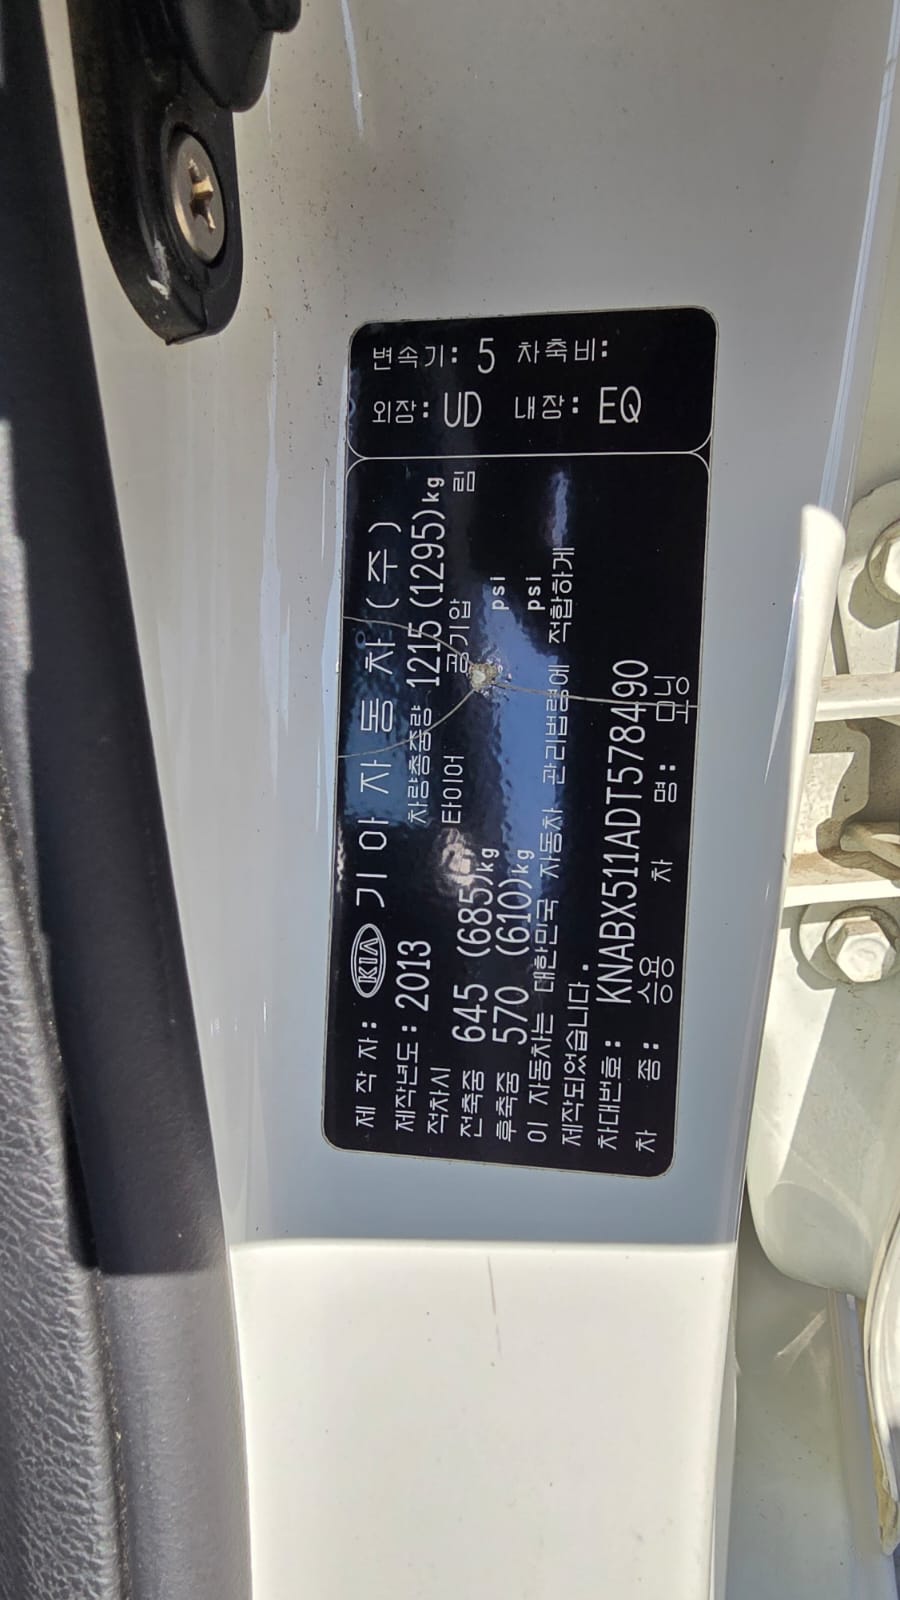 변속기: 5 차축비:
외장: UD 내장: EQ
제 작 자: KIA 기 아 자 동 차 ( 주 )
제작년도: 2013 차량총중량 1215(1295)kg
적차시 타이어 공기압 림
전축중 645 (685)kg psi
후축중 570 (610)kg psi
이 자동차는 대한민국 자동차 관리법령에 적합하게
제작되었습니다.
차대번호: KNABX511ADT578490
차 종: 승용 차 명: 모닝